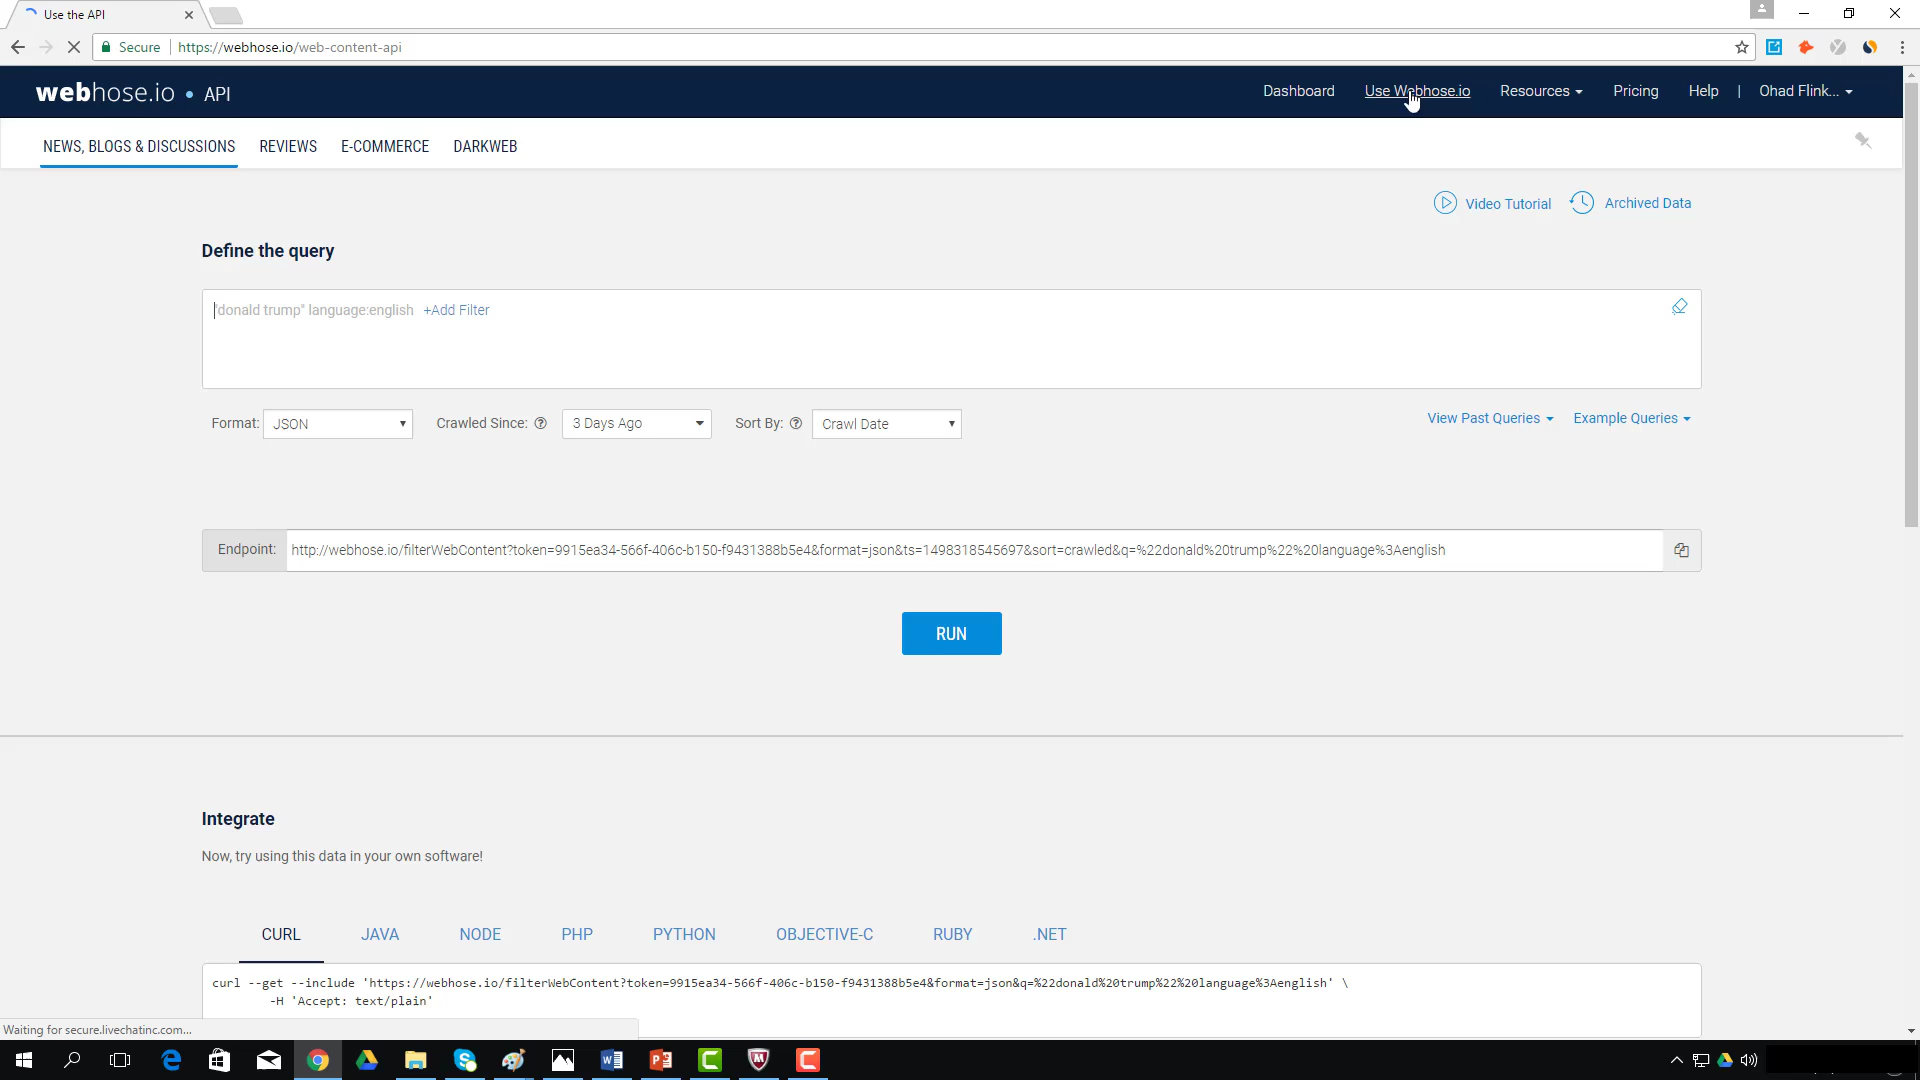 Use the API
Secure https://webhose.io/web-content-api
webhose.io • API
Dashboard Use Webhose.io Resources Pricing Help | Ohad Flink...
NEWS, BLOGS & DISCUSSIONS REVIEWS E-COMMERCE DARKWEB
Video Tutorial Archived Data
Define the query
"donald trump" language:english +Add Filter
Format: JSON Crawled Since: 3 Days Ago Sort By: Crawl Date View Past Queries Example Queries
Endpoint: http://webhose.io/filterWebContent?token=9915ea34-566f-406c-b150-f9431388b5e4&format=json&ts=1498318545697&sort=crawled&q=%22donald%20trump%22%20language%3Aenglish
RUN
Integrate
Now, try using this data in your own software!
CURL JAVA NODE PHP PYTHON OBJECTIVE-C RUBY .NET
curl --get --include 'https://webhose.io/filterWebContent?token=9915ea34-566f-406c-b150-f9431388b5e4&format=json&q=%22donald%20trump%22%20language%3Aenglish' \
-H 'Accept: text/plain'
Waiting for secure.livechatinc.com...